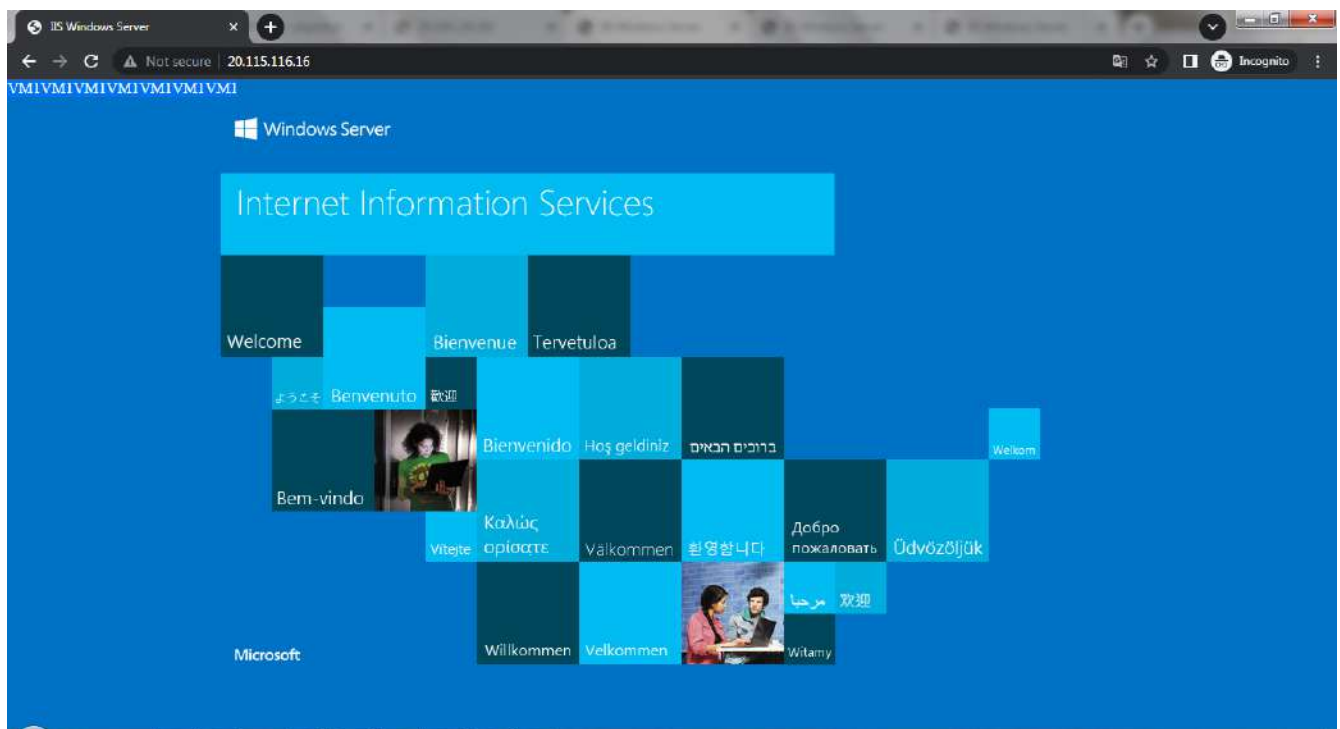 IIS Windows Server
Not secure 20.115.116.16 Incognito
VM1VM1VM1VM1VM1VM1VM1
Windows Server
Internet Information Services
Welcome
Bienvenue
Tervetuloa
ようこそ
Benvenuto
歡迎
Bienvenido
Hoş geldiniz
ברוכים הבאים
Welkom
Bem-vindo
Vítejte
Καλώς
ορίσατε
Välkommen
환영합니다
Добро
пожаловать
Üdvözöljük
مرحبا
欢迎
Willkommen
Velkommen
Witamy
Microsoft